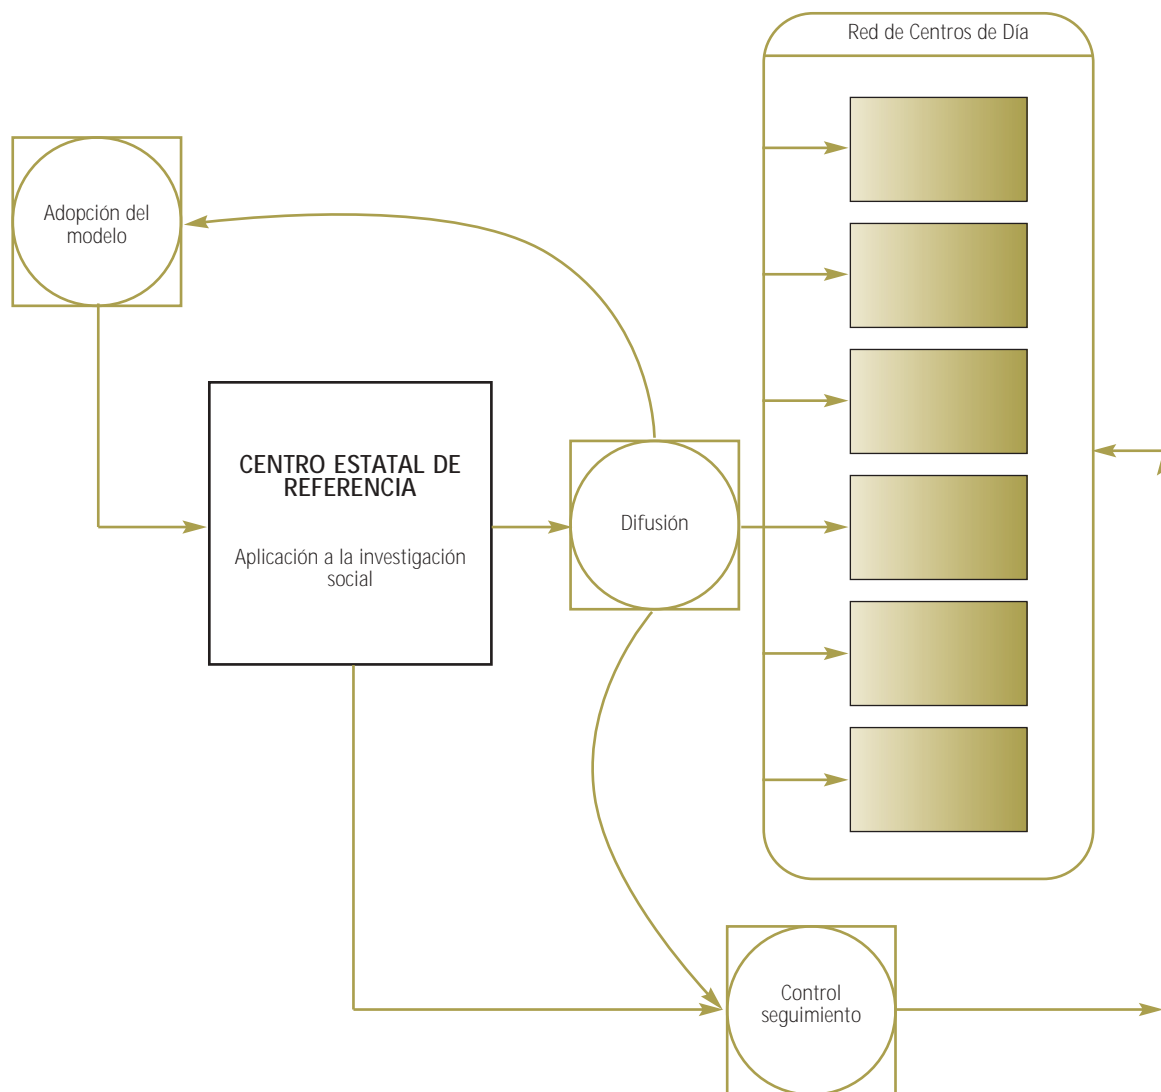 Red de Centros de Día
Adopción del
modelo
CENTRO ESTATAL DE
REFERENCIA
Aplicación a la investigación
social
Difusión
Control
seguimiento